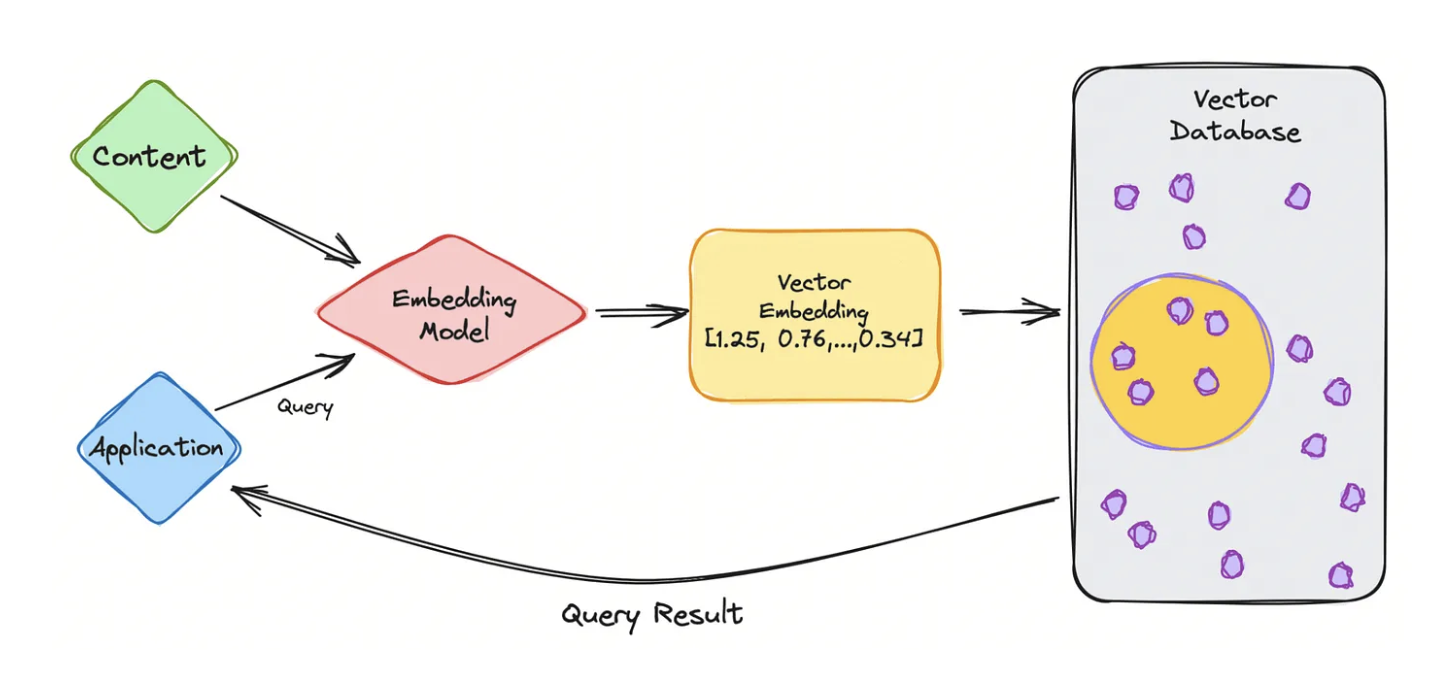 Content
Embedding
Model
Application
Query
Vector
Embedding
[1.25, 0.76,...,0.34]
Vector
Database
Query Result